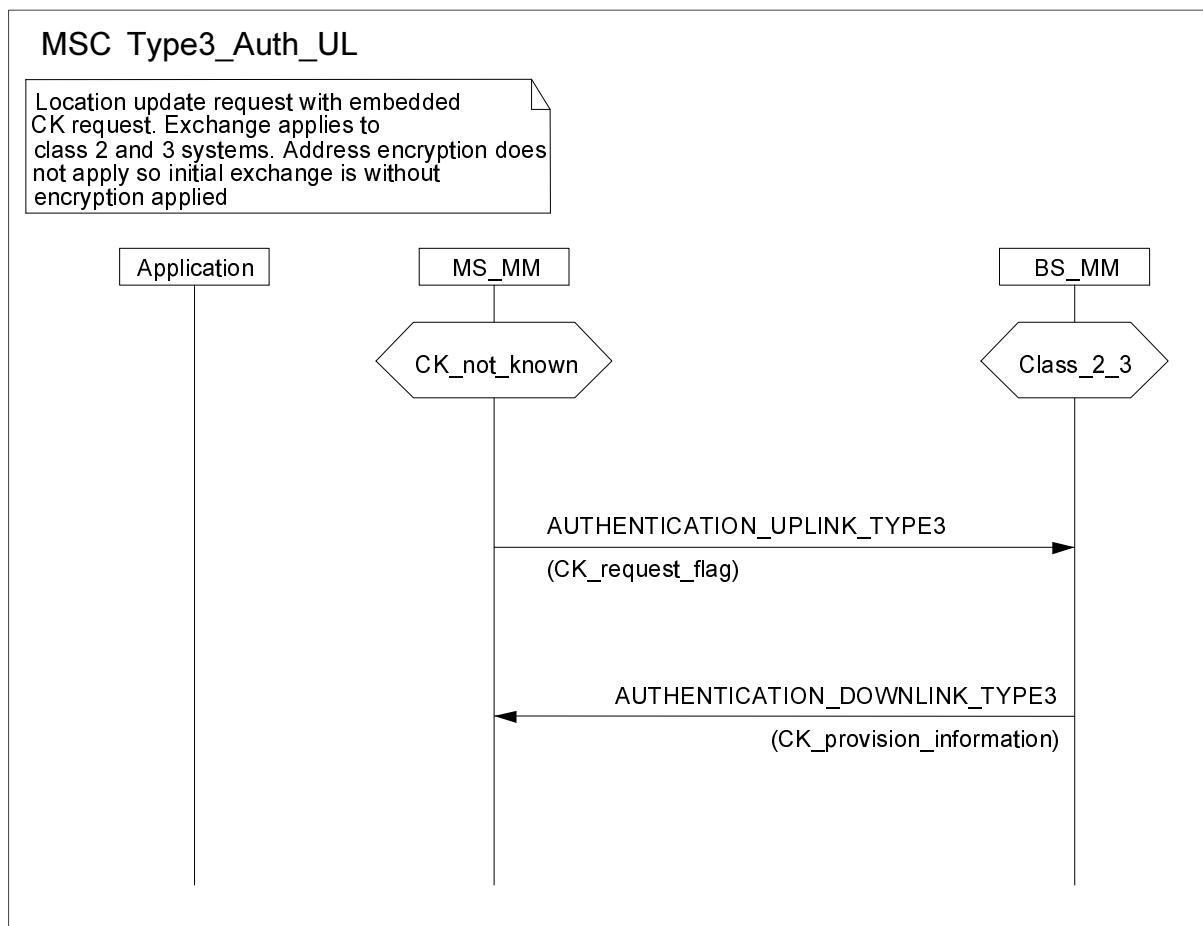 MSC Type3_Auth_UL
Location update request with embedded
CK request. Exchange applies to
class 2 and 3 systems. Address encryption does
not apply so initial exchange is without
encryption applied
Application
MS_MM
BS_MM
CK_not_known
Class_2_3
AUTHENTICATION_UPLINK_TYPE3
(CK_request_flag)
AUTHENTICATION_DOWNLINK_TYPE3
(CK_provision_information)